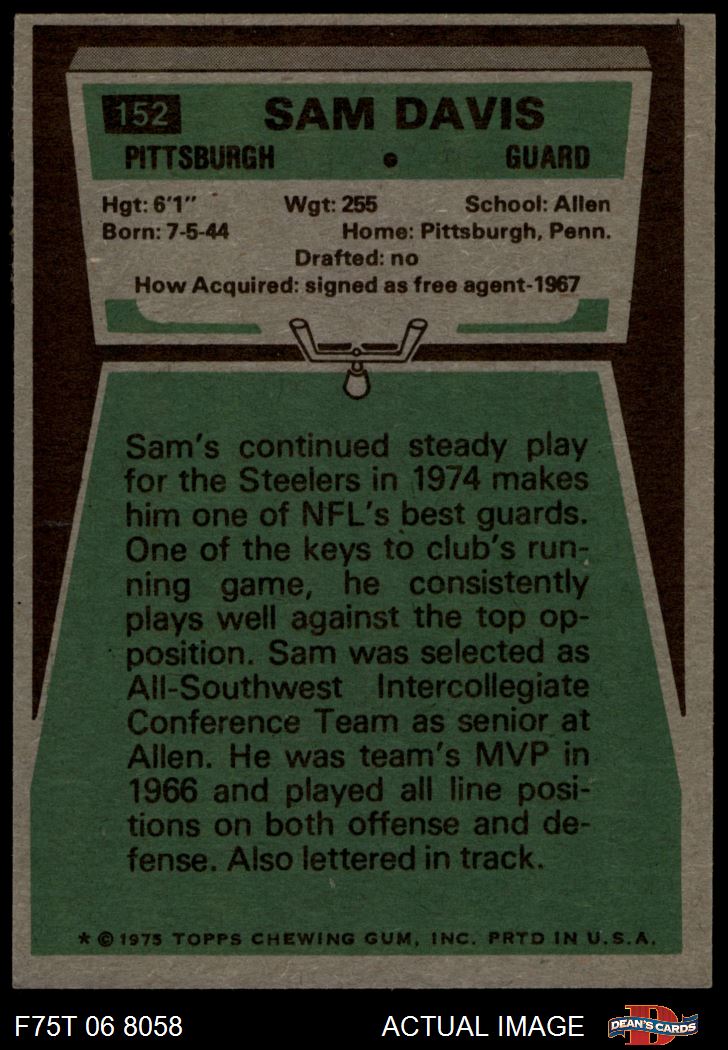 152 SAM DAVIS
PITTSBURGH • GUARD
Hgt: 6'1" Wgt: 255 School: Allen
Born: 7-5-44 Home: Pittsburgh, Penn.
Drafted: no
How Acquired: signed as free agent-1967
Sam's continued steady play
for the Steelers in 1974 makes
him one of NFL's best guards.
One of the keys to club's run-
ning game, he consistently
plays well against the top op-
position. Sam was selected as
All-Southwest Intercollegiate
Conference Team as senior at
Allen. He was team's MVP in
1966 and played all line posi-
tions on both offense and de-
fense. Also lettered in track.
* © 1975 TOPPS CHEWING GUM, INC. PRTD IN U.S.A.
F75T 06 8058 ACTUAL IMAGE D DEAN'S CARDS